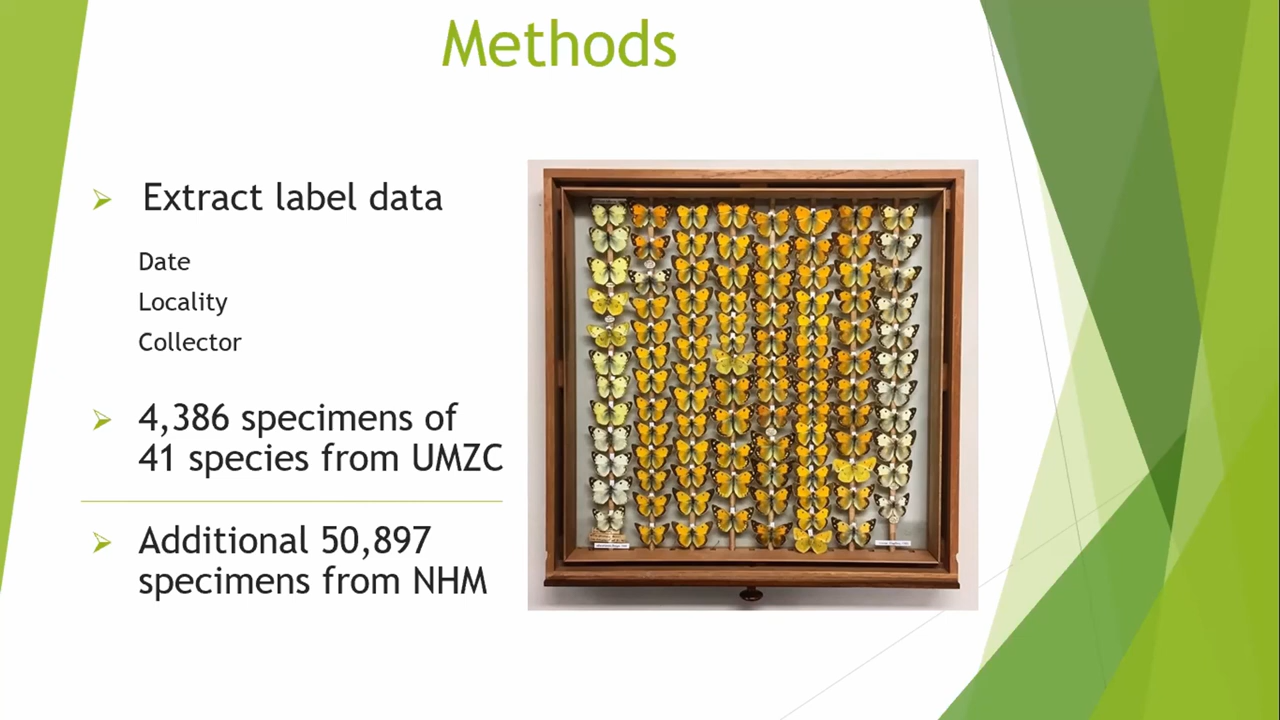 Methods
Extract label data
Date
Locality
Collector
4,386 specimens of
41 species from UMZC
Additional 50,897
specimens from NHM